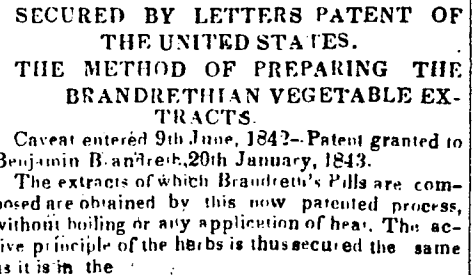 SECURED BY LETTERS PATENT OF
THE UNITED STATES.
THE METHOD OF PREPARING THE
BRANDRETHIAN VEGETABLE EX-
TRACTS.
Caveat entered 9th June, 1842—Patent granted to
Benjamin Brandreth, 20th January, 1843.
The extracts of which Brandreth's Pills are com-
posed are obtained by this now patented process,
without boiling or any application of heat. The ac-
tive principle of the herbs is thus secured the same
as it is in the